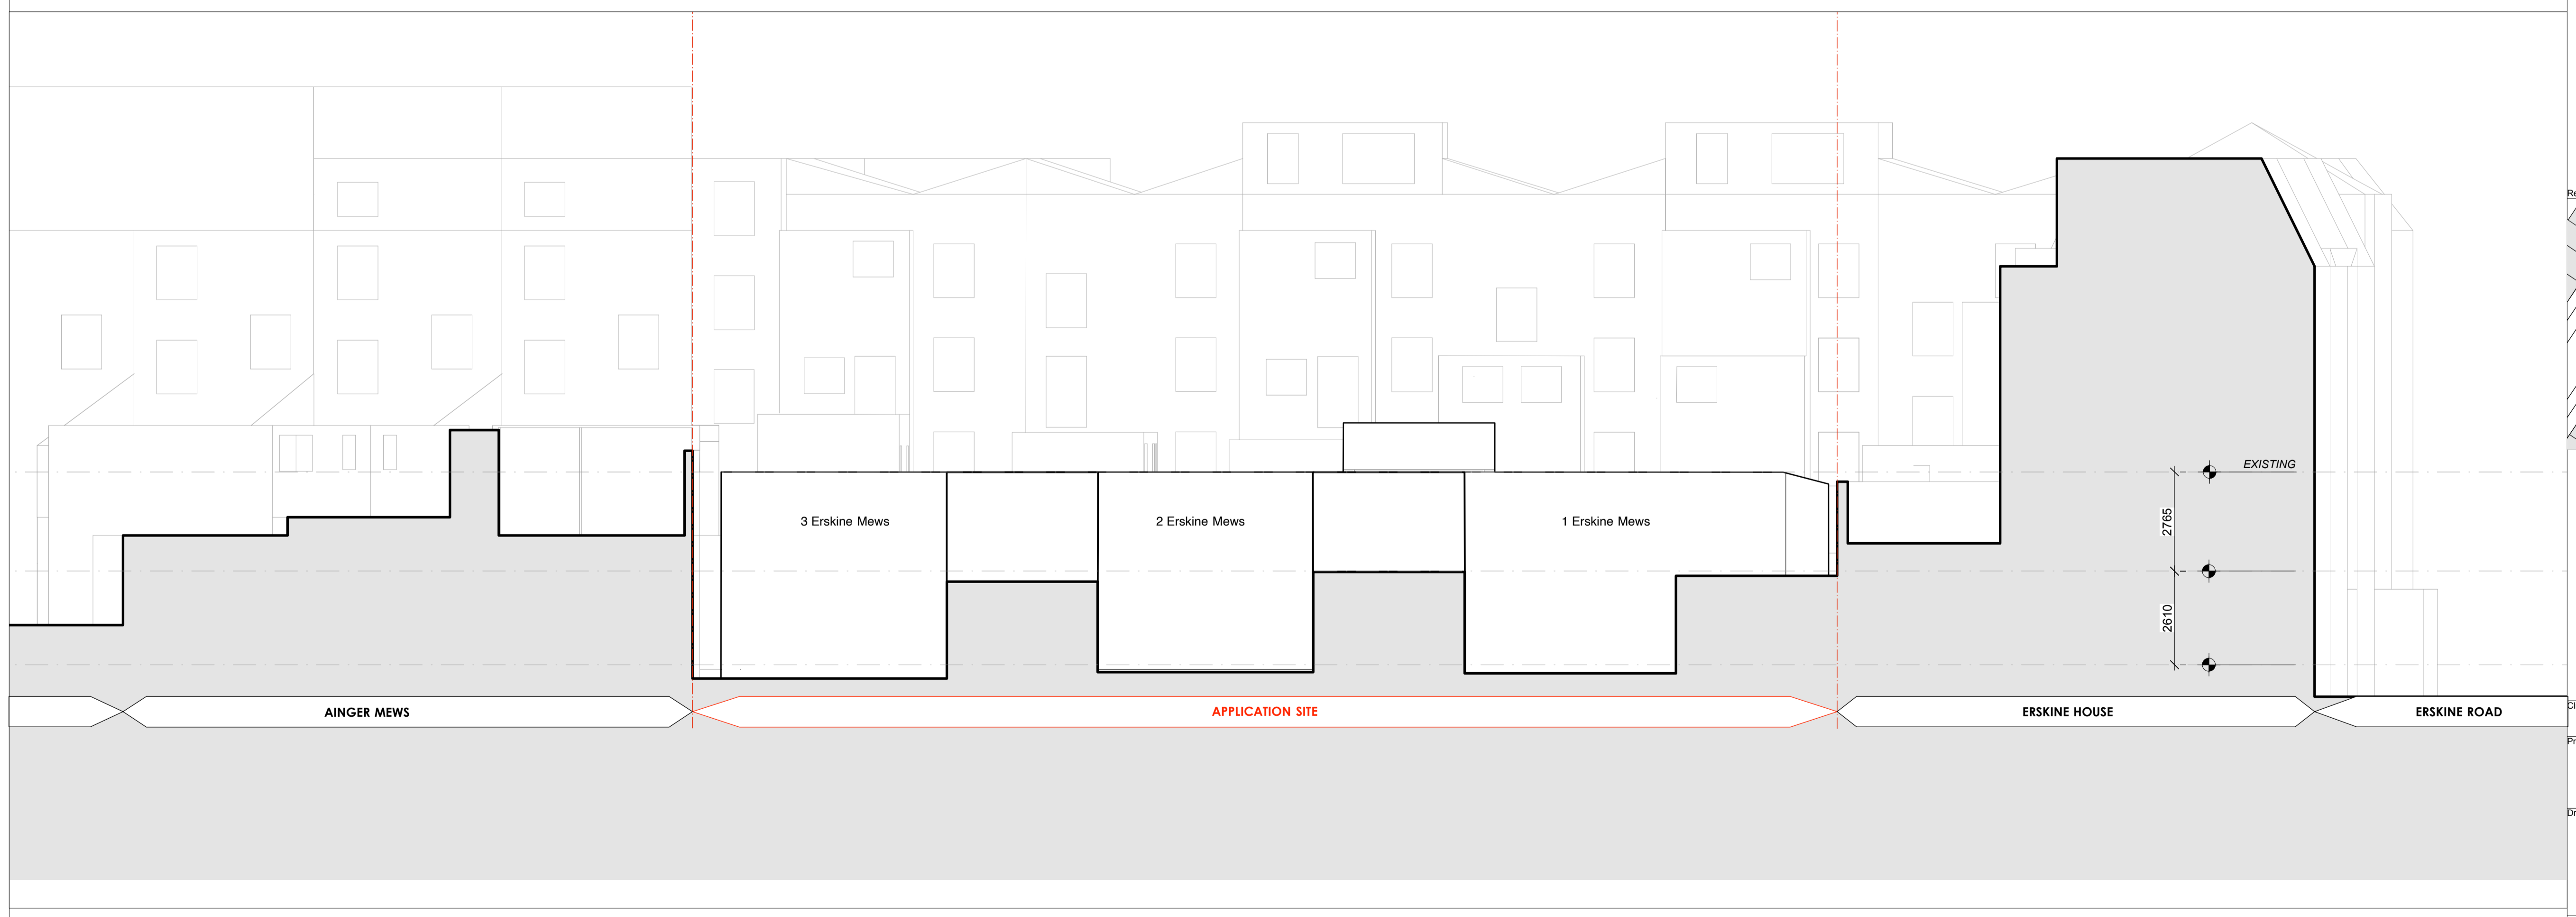 EXISTING
3 Erskine Mews
2 Erskine Mews
1 Erskine Mews
2765
2610
AINGER MEWS
APPLICATION SITE
ERSKINE HOUSE
ERSKINE ROAD